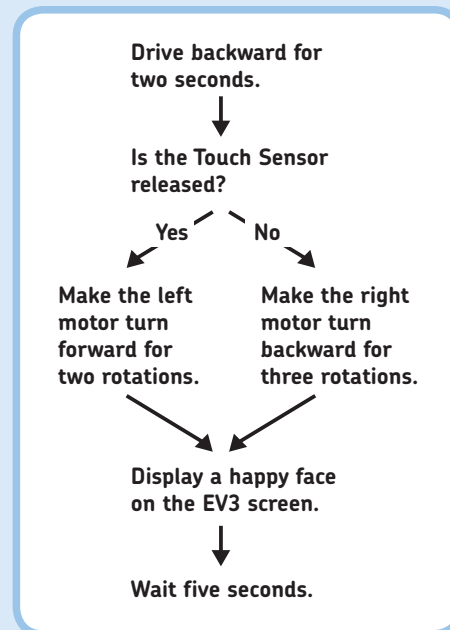 Drive backward for
two seconds.
Is the Touch Sensor
released?
Yes
No
Make the left
motor turn
forward for
two rotations.
Make the right
motor turn
backward for
three rotations.
Display a happy face
on the EV3 screen.
Wait five seconds.